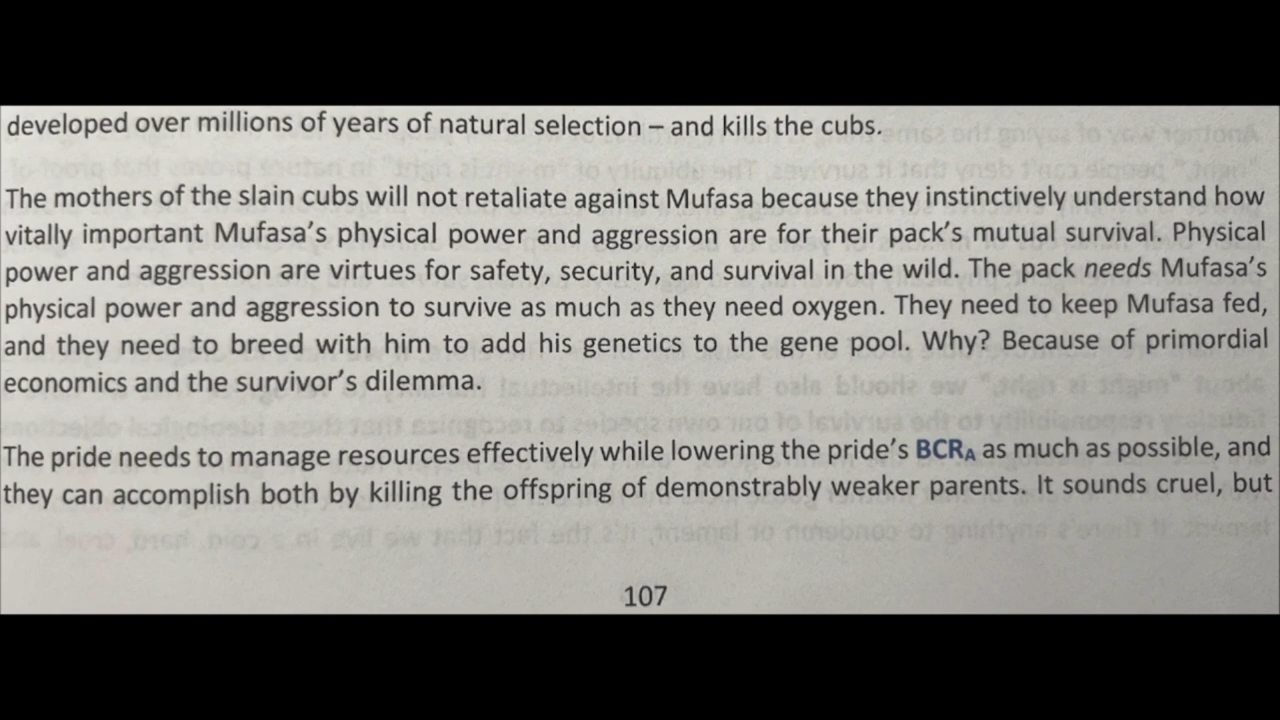 developed over millions of years of natural selection – and kills the cubs.
The mothers of the slain cubs will not retaliate against Mufasa because they instinctively understand how
vitally important Mufasa’s physical power and aggression are for their pack’s mutual survival. Physical
power and aggression are virtues for safety, security, and survival in the wild. The pack needs Mufasa’s
physical power and aggression to survive as much as they need oxygen. They need to keep Mufasa fed,
and they need to breed with him to add his genetics to the gene pool. Why? Because of primordial
economics and the survivor’s dilemma.
The pride needs to manage resources effectively while lowering the pride’s BCRA as much as possible, and
they can accomplish both by killing the offspring of demonstrably weaker parents. It sounds cruel, but
107